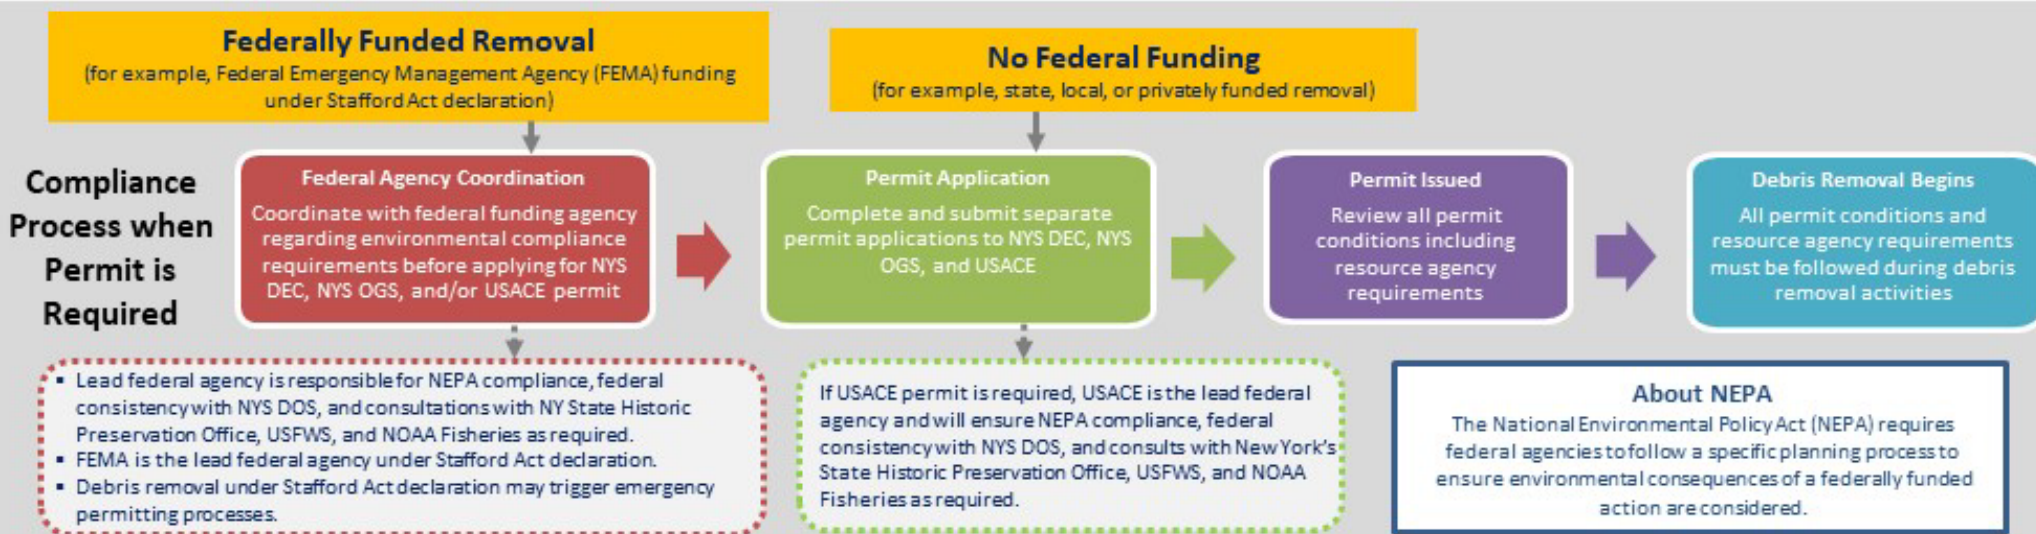 Federally Funded Removal
(for example, Federal Emergency Management Agency (FEMA) funding
under Stafford Act declaration)
No Federal Funding
(for example, state, local, or privately funded removal)
Compliance
Process when
Permit is
Required
Federal Agency Coordination
Coordinate with federal funding agency
regarding environmental compliance
requirements before applying for NYS
DEC, NYS OGS, and/or USACE permit
Permit Application
Complete and submit separate
permit applications to NYS DEC, NYS
OGS, and USACE
Permit Issued
Review all permit
conditions including
resource agency
requirements
Debris Removal Begins
All permit conditions and
resource agency requirements
must be followed during debris
removal activities
▪ Lead federal agency is responsible for NEPA compliance, federal
consistency with NYS DOS, and consultations with NY State Historic
Preservation Office, USFWS, and NOAA Fisheries as required.
▪ FEMA is the lead federal agency under Stafford Act declaration.
▪ Debris removal under Stafford Act declaration may trigger emergency
permitting processes.
If USACE permit is required, USACE is the lead federal
agency and will ensure NEPA compliance, federal
consistency with NYS DOS, and consults with New York's
State Historic Preservation Office, USFWS, and NOAA
Fisheries as required.
About NEPA
The National Environmental Policy Act (NEPA) requires
federal agencies to follow a specific planning process to
ensure environmental consequences of a federally funded
action are considered.